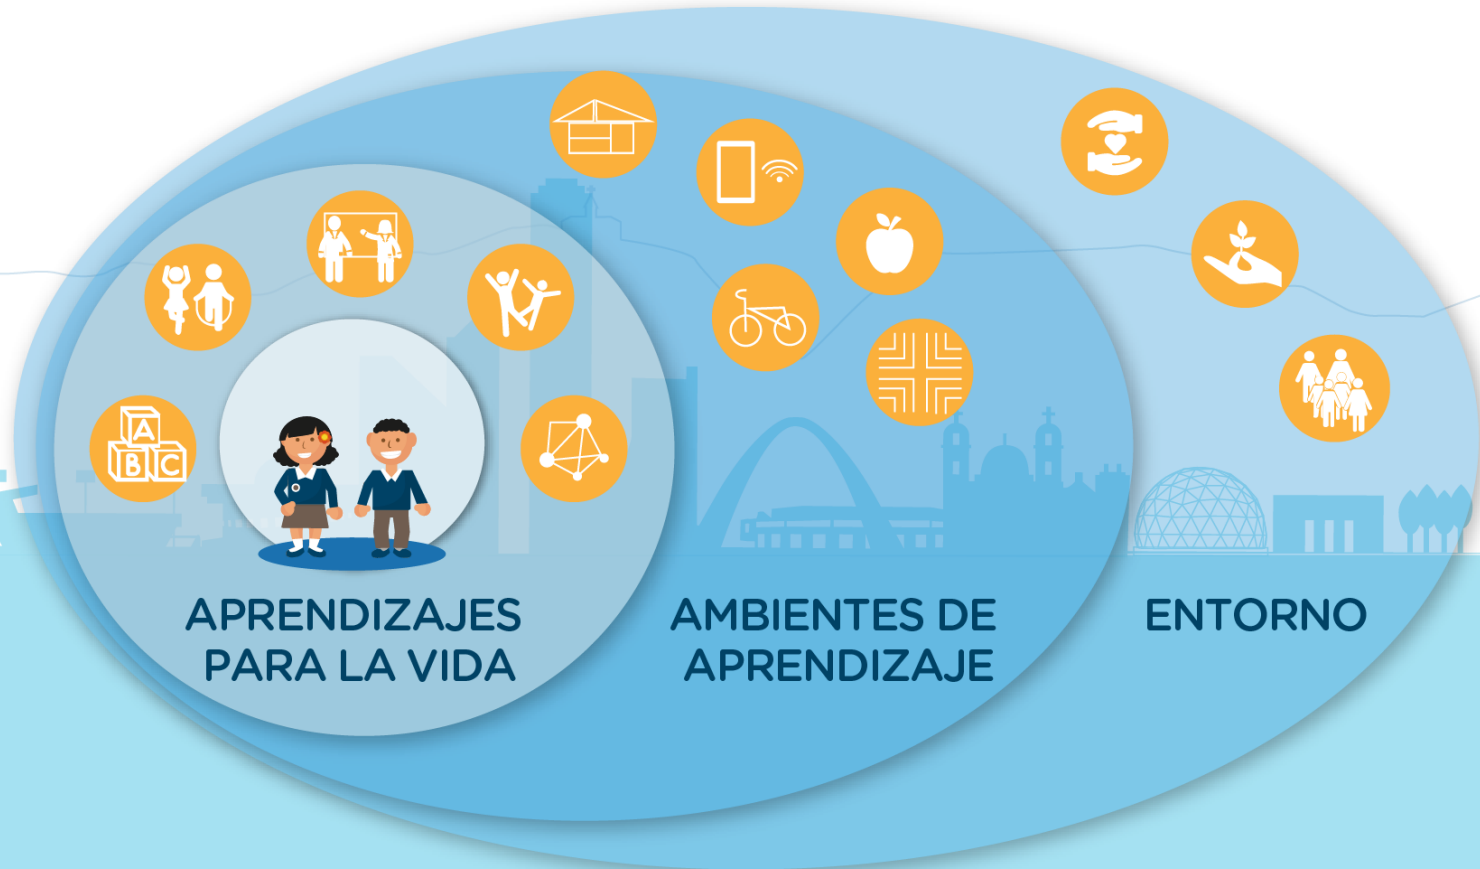 A
B C
APRENDIZAJES
PARA LA VIDA
AMBIENTES DE
APRENDIZAJE
ENTORNO